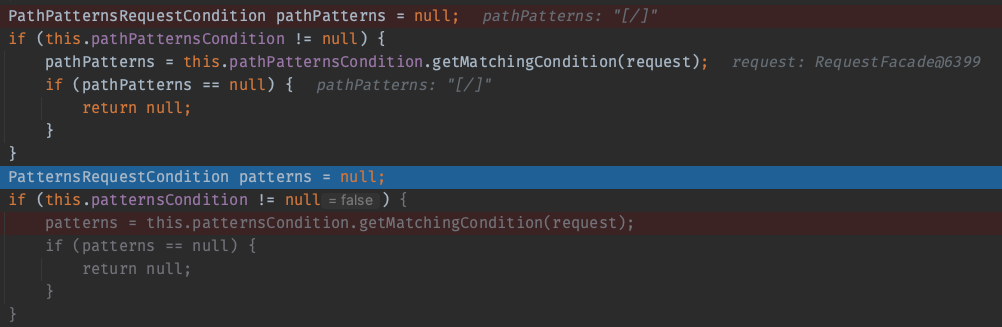 PathPatternsRequestCondition pathPatterns = null;  pathPatterns: "[/]"
if (this.pathPatternsCondition != null) {
    pathPatterns = this.pathPatternsCondition.getMatchingCondition(request);  request: RequestFacade@6399
    if (pathPatterns == null) {  pathPatterns: "[/]"
        return null;
    }
}
PatternsRequestCondition patterns = null;
if (this.patternsCondition != null = false ) {
    patterns = this.patternsCondition.getMatchingCondition(request);
    if (patterns == null) {
        return null;
    }
}